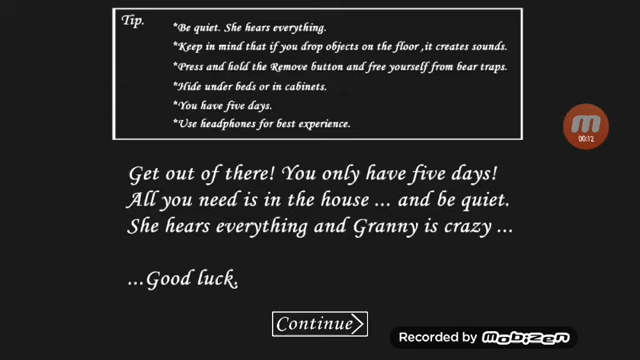 Tip.
*Be quiet. She hears everything.
*Keep in mind that if you drop objects on the floor ,it creates sounds.
*Press and hold the Remove button and free yourself from bear traps.
*Hide under beds or in cabinets.
*You have five days.
*Use headphones for best experience.
00:12
Get out of there! You only have five days!
All you need is in the house ... and be quiet.
She hears everything and Granny is crazy ...
...Good luck.
Continue
Recorded by mobizen